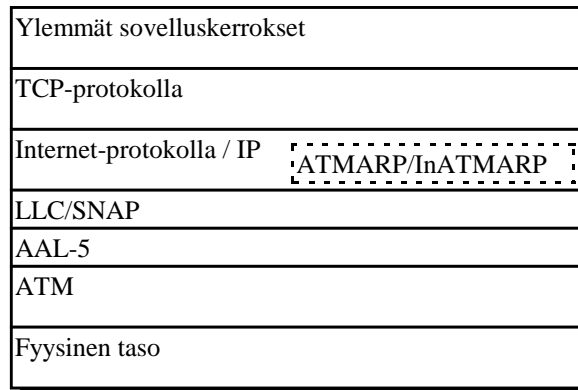 Ylemmät sovelluskerrokset
TCP-protokolla
Internet-protokolla / IP
ATMARP/InATMARP
LLC/SNAP
AAL-5
ATM
Fyysinen taso